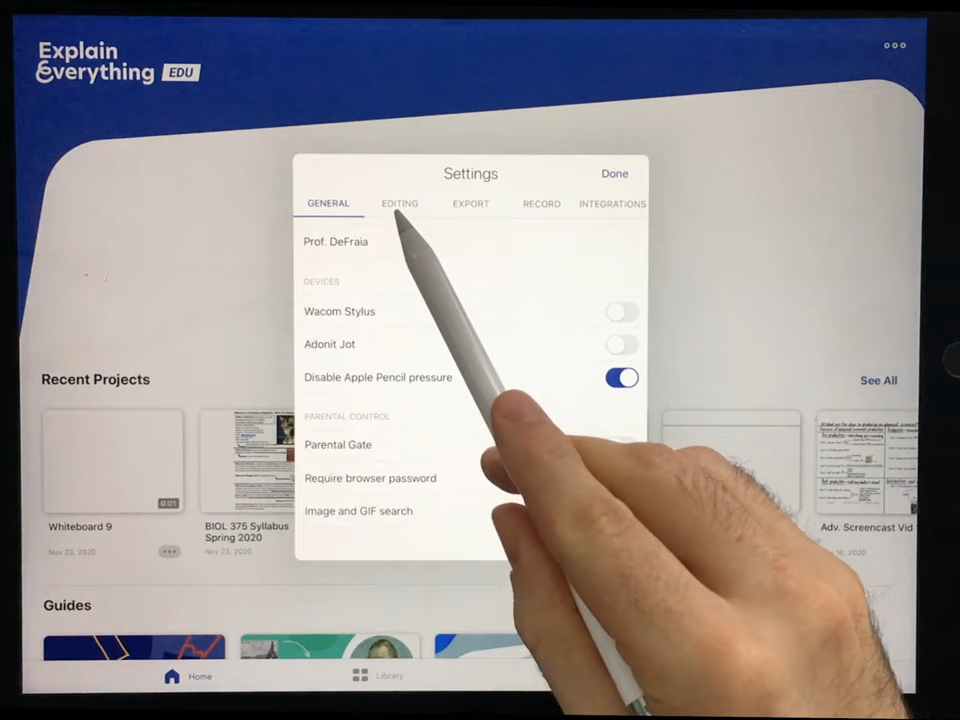 Explain
Everything EDU
Settings
Done
GENERAL
EDITING
EXPORT
RECORD
INTEGRATIONS
Prof. DeFraia
DEVICES
Wacom Stylus
Adonit Jot
Disable Apple Pencil pressure
PARENTAL CONTROL
Parental Gate
Require browser password
Image and GIF search
Recent Projects
See All
0:01
Whiteboard 9
Nov 23, 2020
BIOL 375 Syllabus
Spring 2020
Nov 23, 2020
Adv. Screencast Vid
16, 2020
Guides
Home
Library